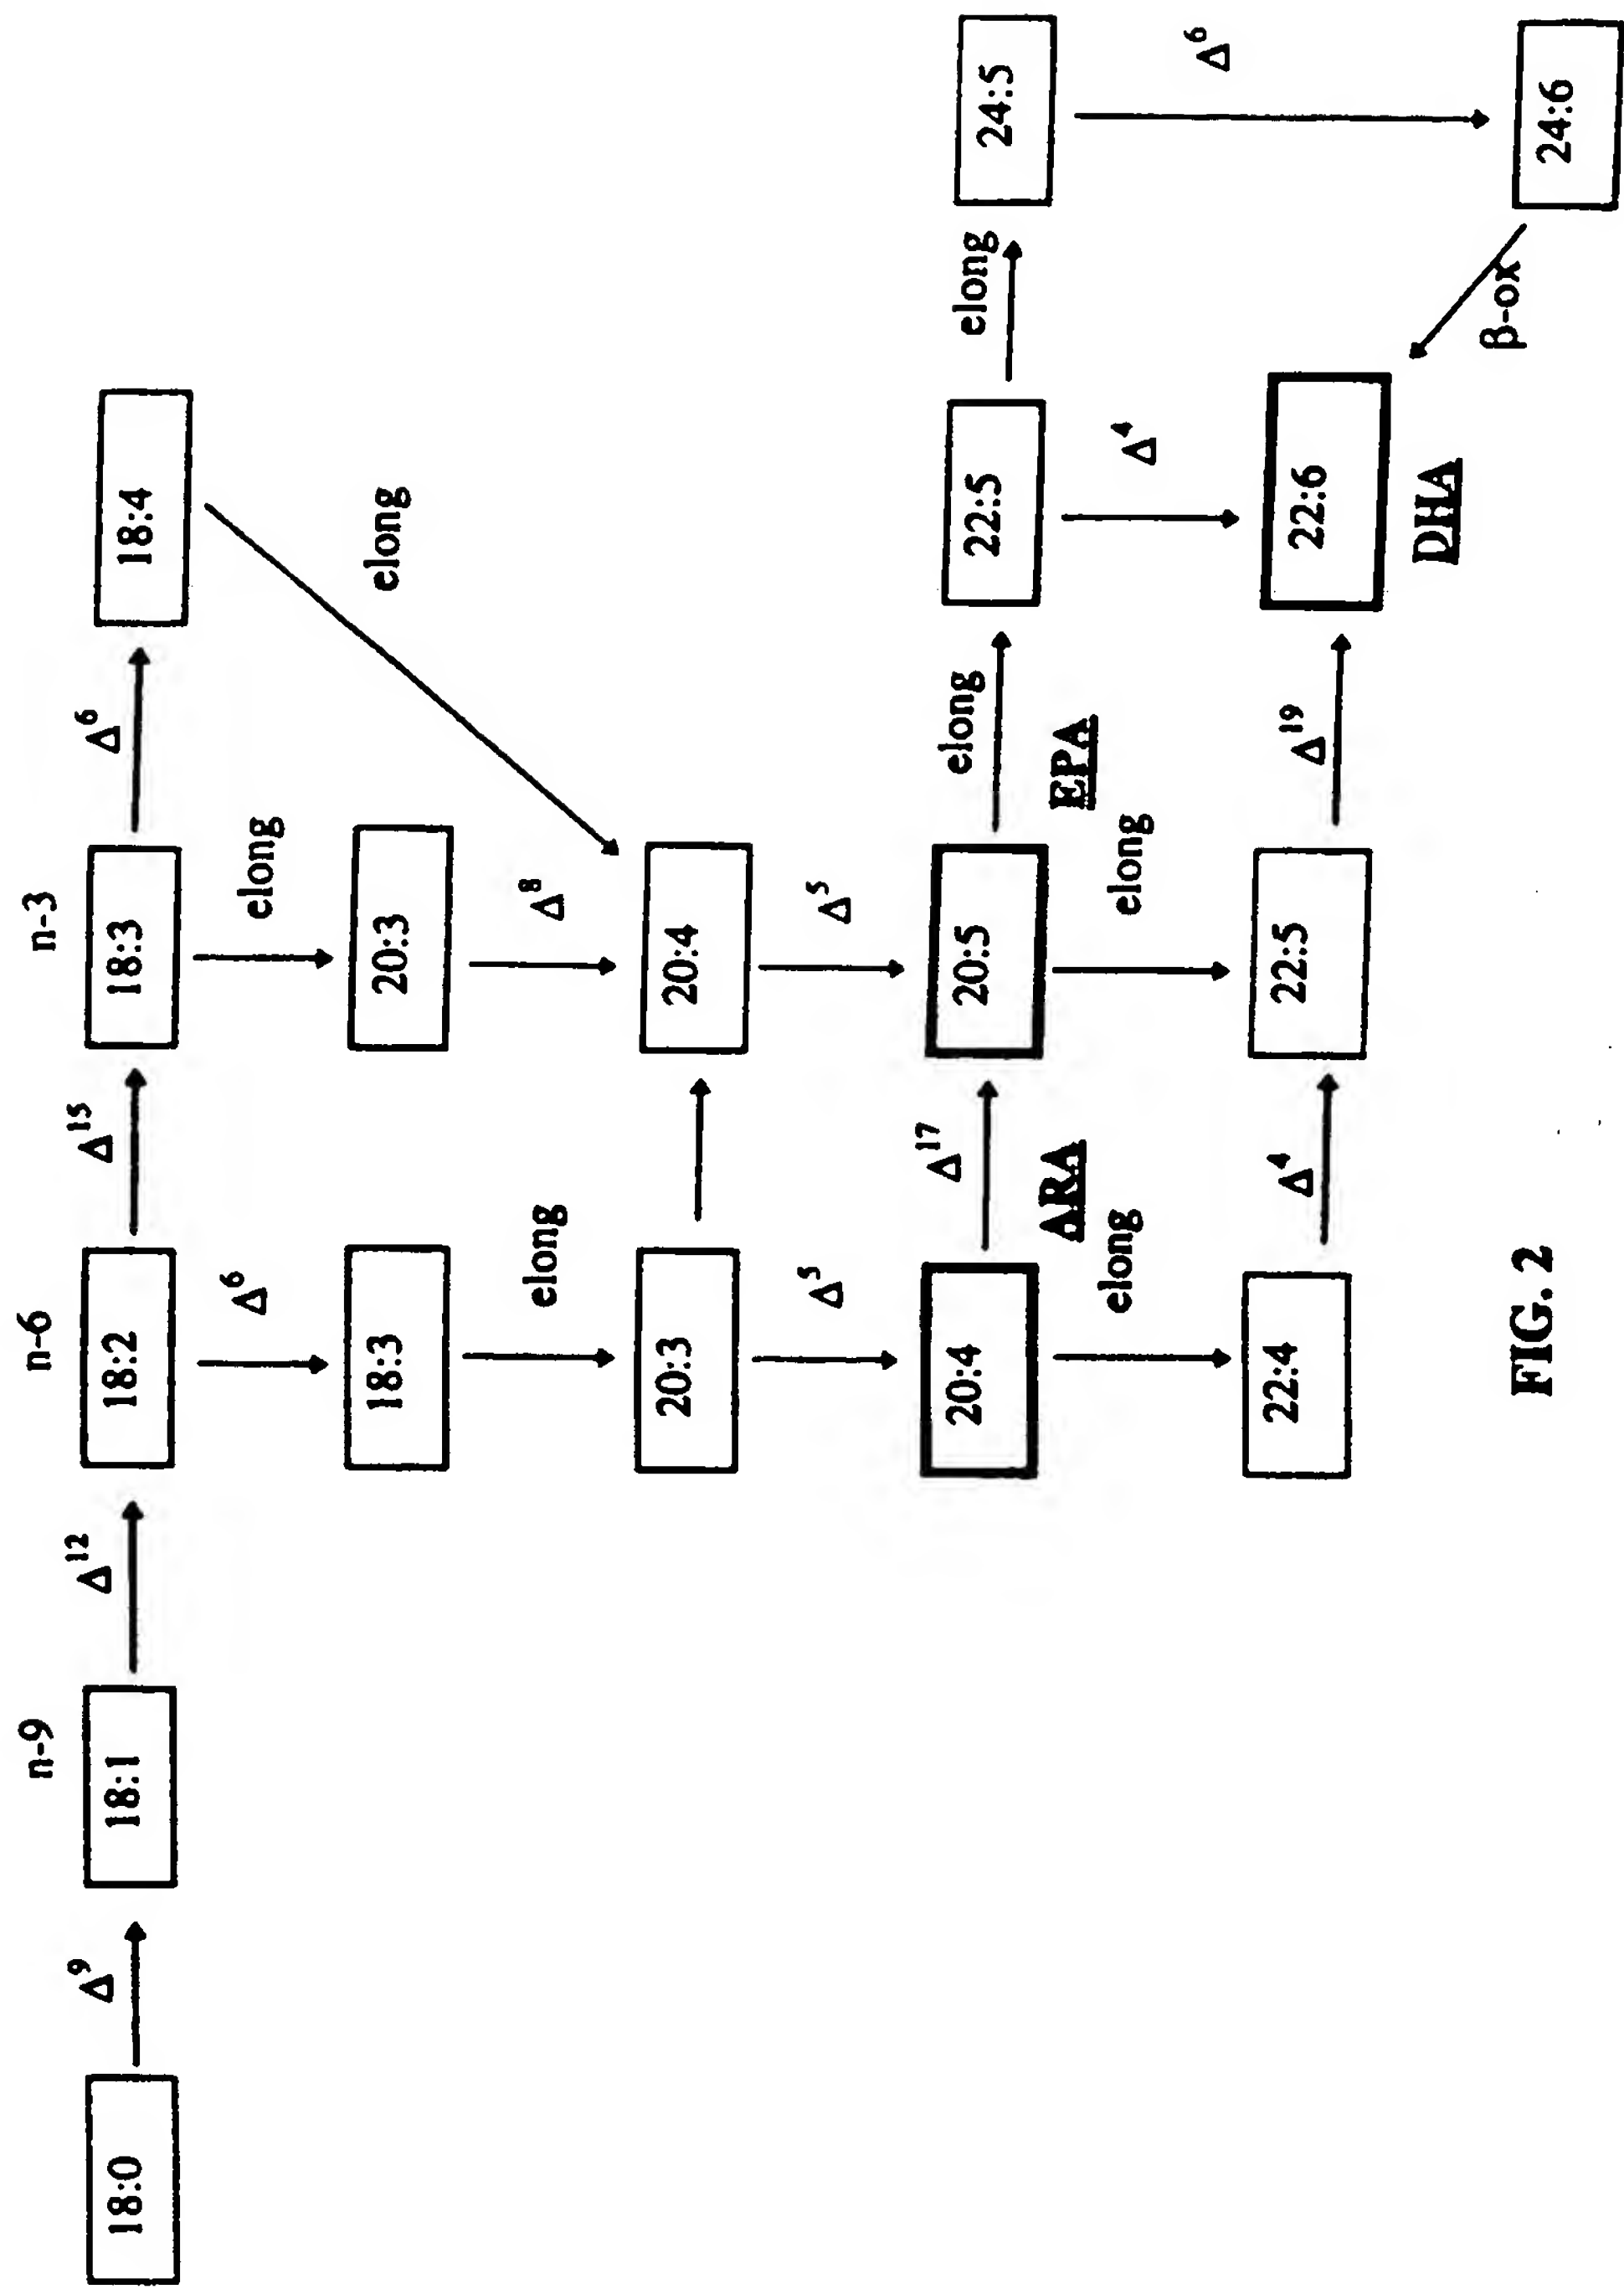 n-9 n-6 n-3
Δ⁹ Δ¹² Δ¹⁵ Δ⁶
18:0 18:1 18:2 18:3 18:4
Δ⁶ elong
18:3 20:3 elong
elong Δ⁸
20:3 20:4
Δ⁵ Δ⁵
Δ¹⁷ elong elong
20:4 20:5 22:5 24:5
ARA EPA
elong elong Δ⁴ Δ⁶
Δ⁴ Δ¹⁹
22:4 22:5 22:6
DHA
β-ox
24:6
FIG. 2